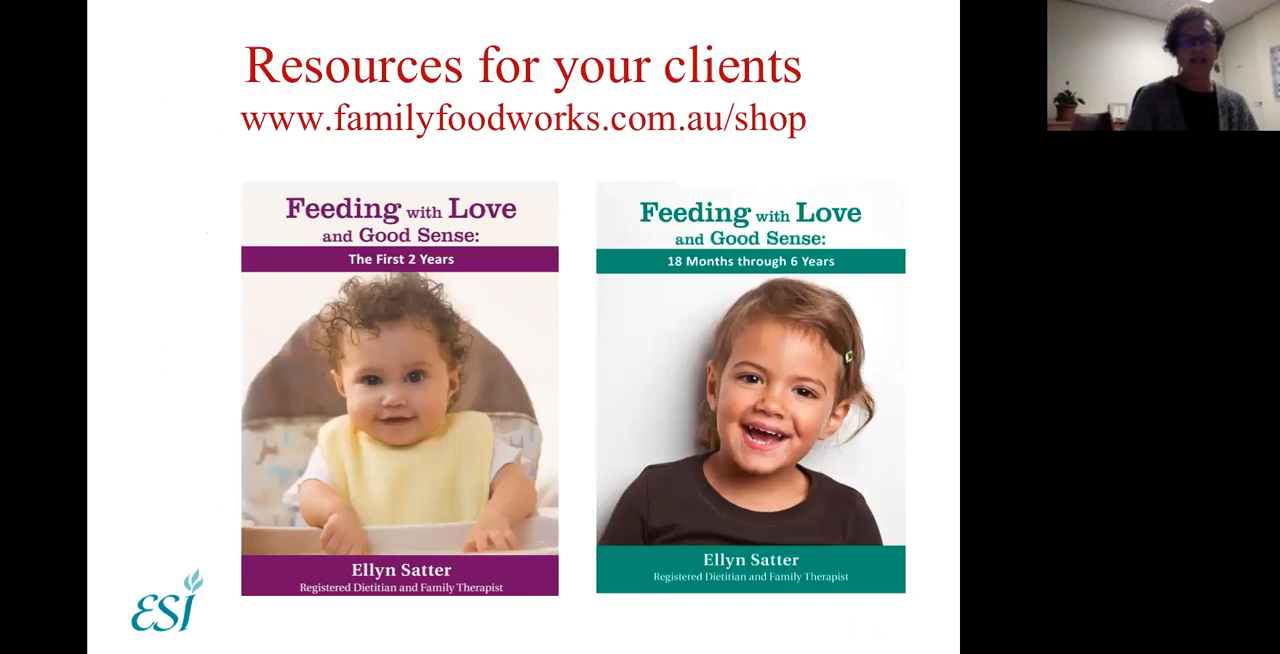 Resources for your clients
www.familyfoodworks.com.au/shop
Feeding with Love
and Good Sense:
The First 2 Years
Ellyn Satter
Registered Dietitian and Family Therapist
Feeding with Love
and Good Sense:
18 Months through 6 Years
Ellyn Satter
Registered Dietitian and Family Therapist
ESI